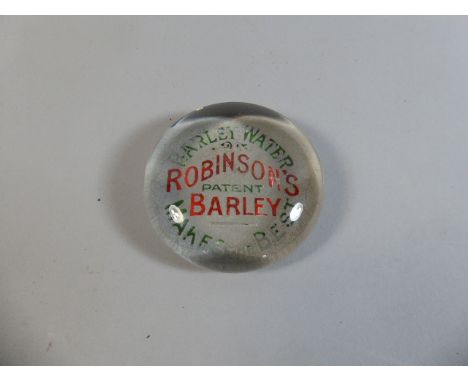 BARLEY WATER
ROBINSON'S
PATENT
BARLEY
MAKES THE BEST